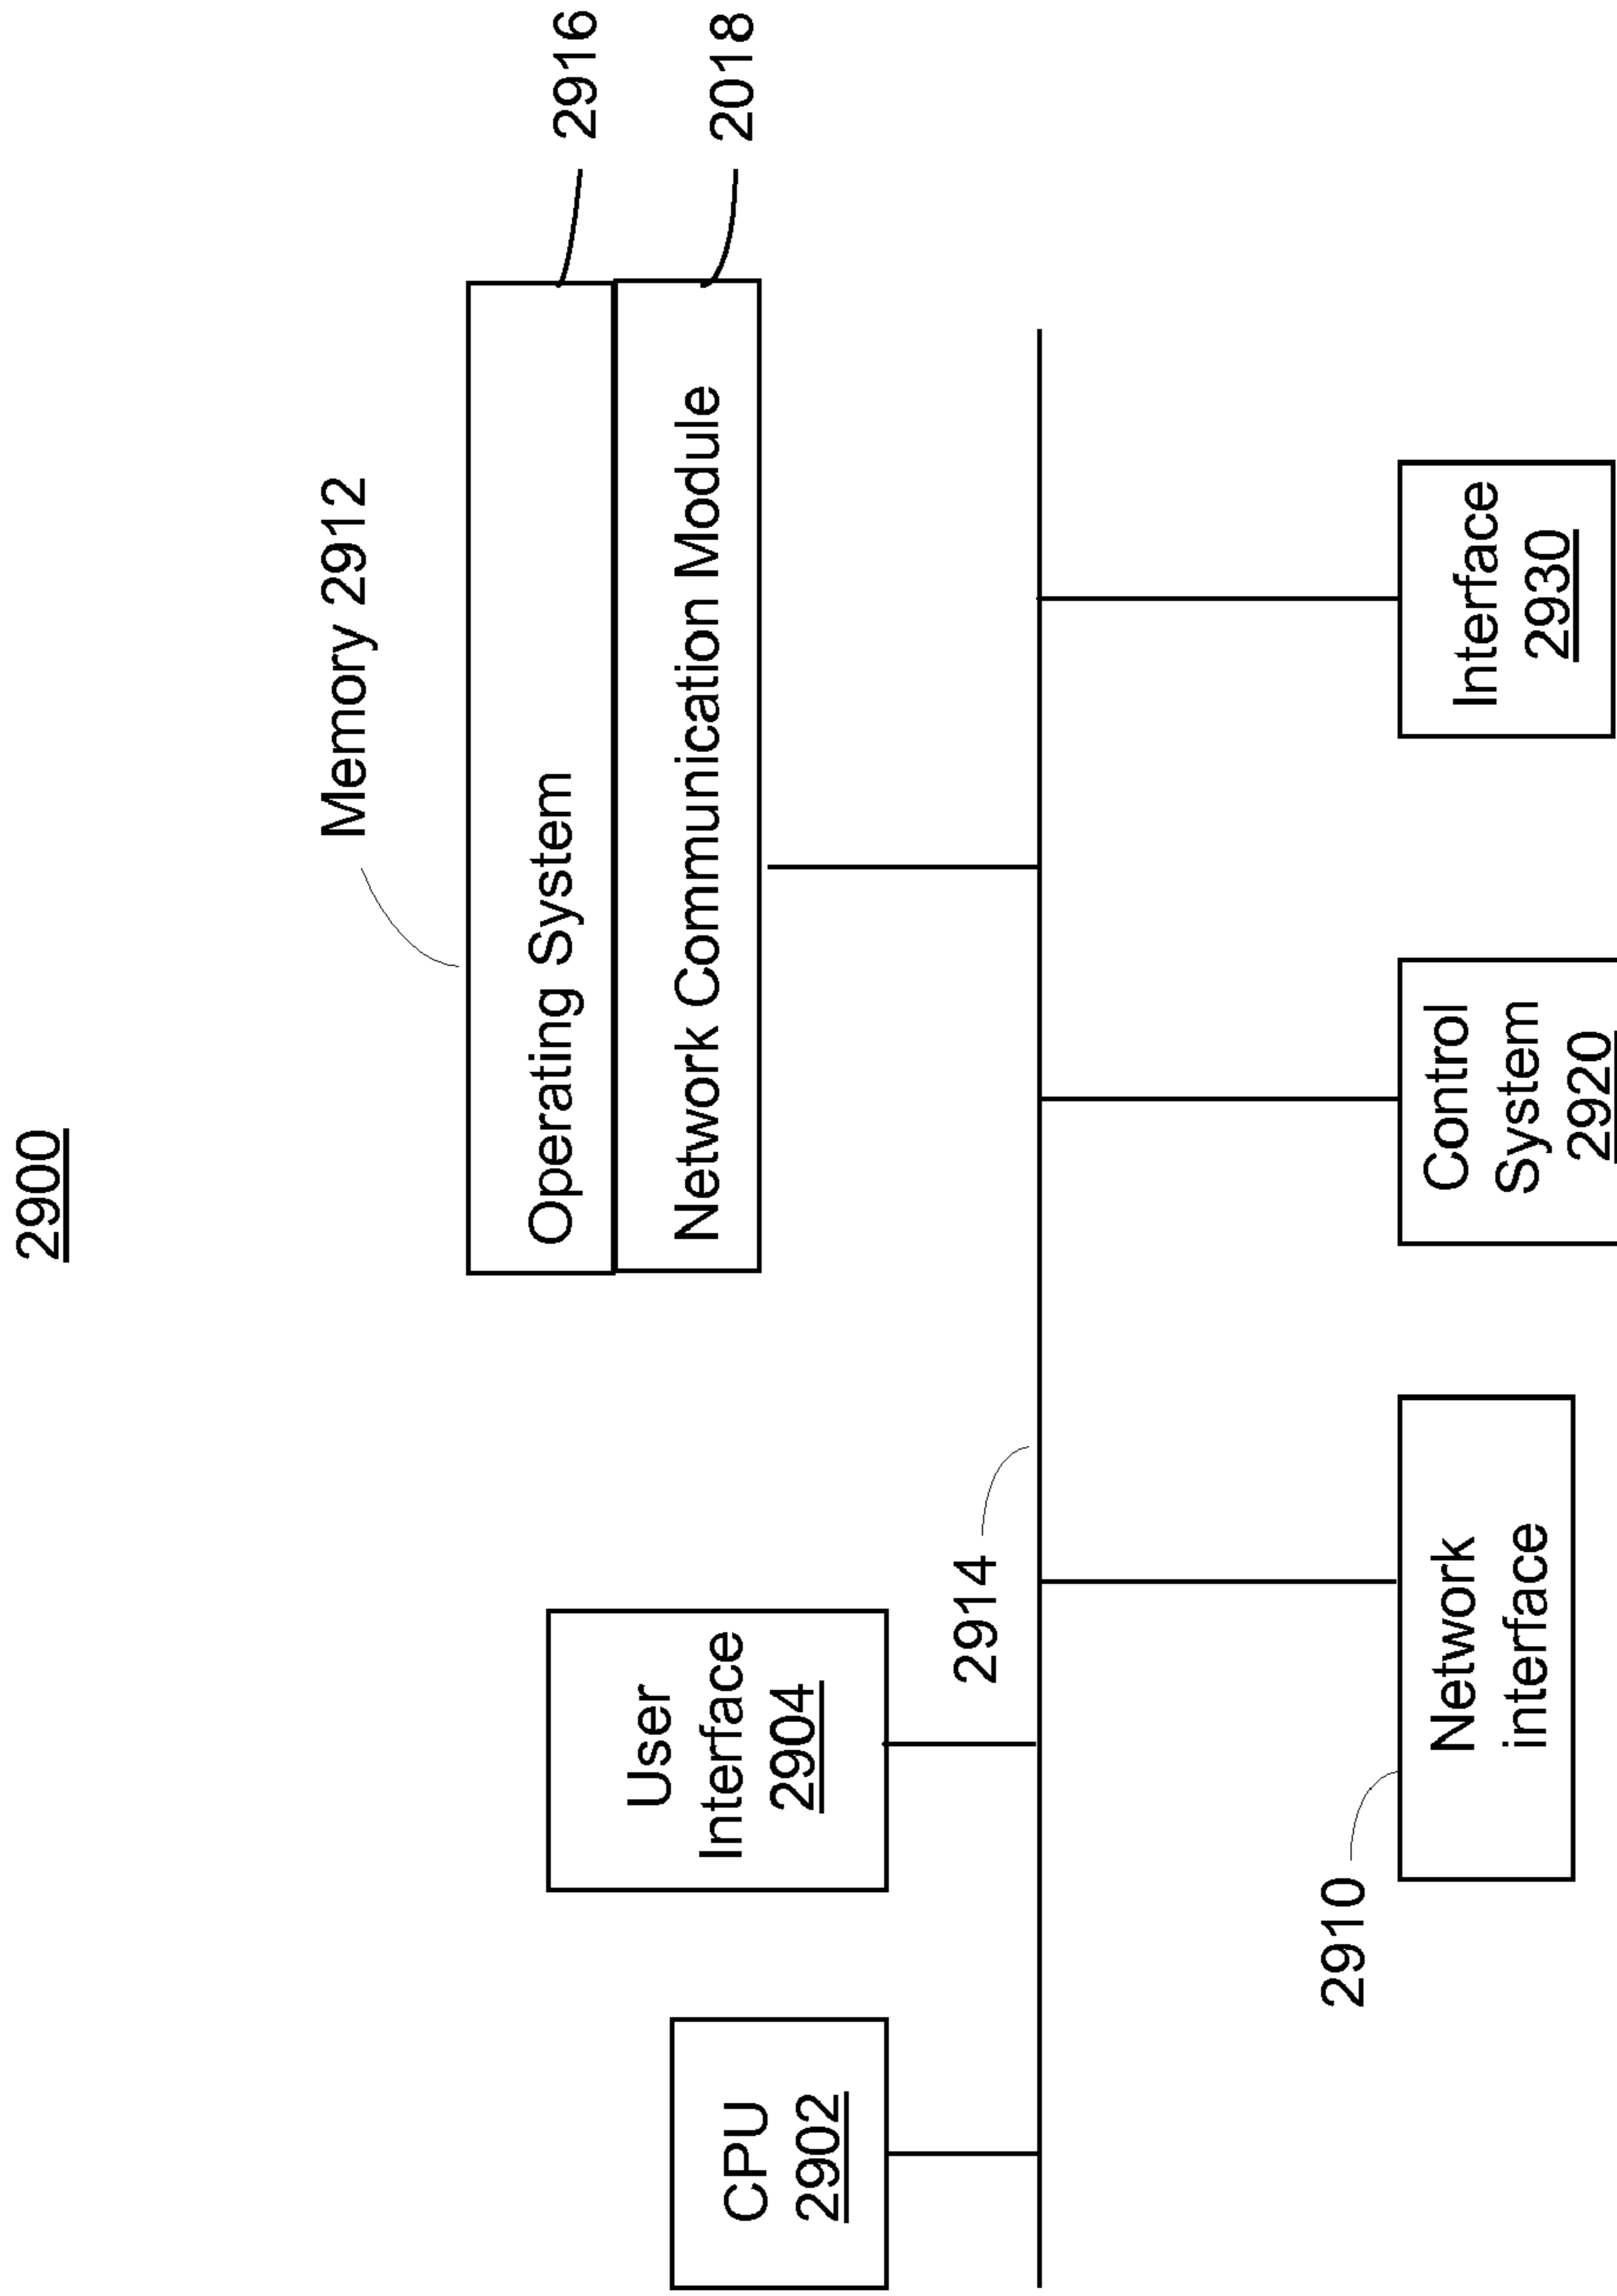 2900
Memory 2912
Operating System
2916
Network Communication Module
2018
User
Interface
2904
CPU
2902
2914
2910
Network
interface
Control
System
2920
Interface
2930